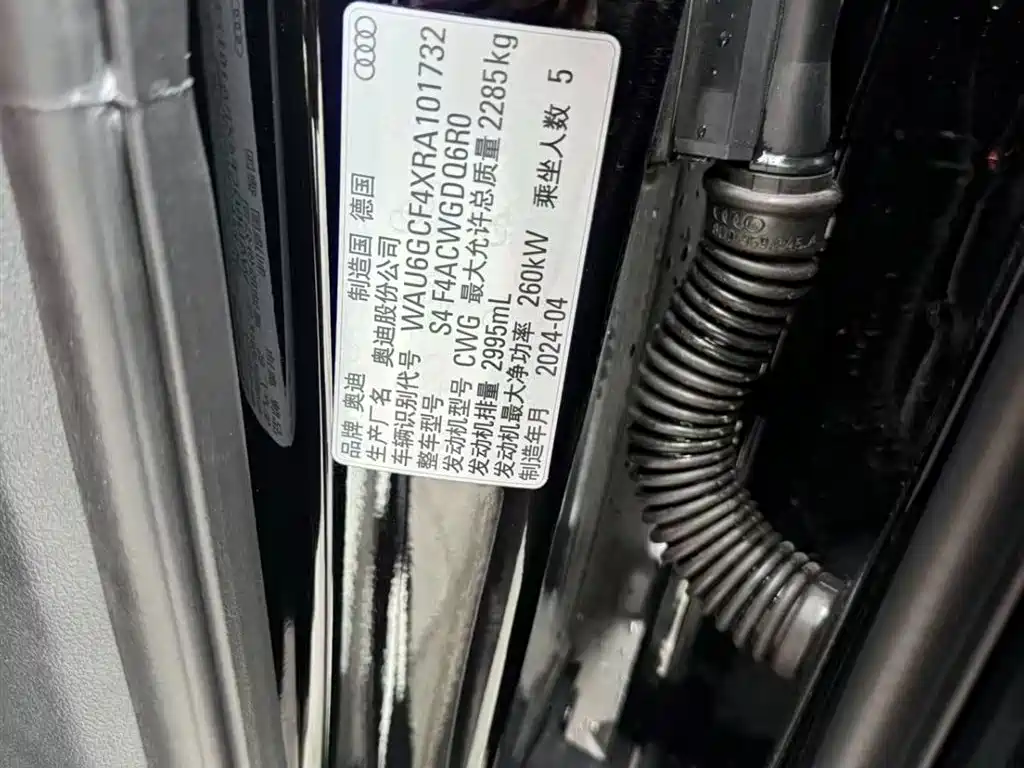 品牌 奥迪 制造国 德国
生产厂名 奥迪股份公司
车辆识别代号 WAU6GCF4XRA101732
整车型号 S4 F4ACWGDQ6R0
发动机型号 CWG 最大允许总质量 2285kg
发动机排量 2995mL
发动机最大净功率 260kW 乘坐人数 5
制造年月 2024-04